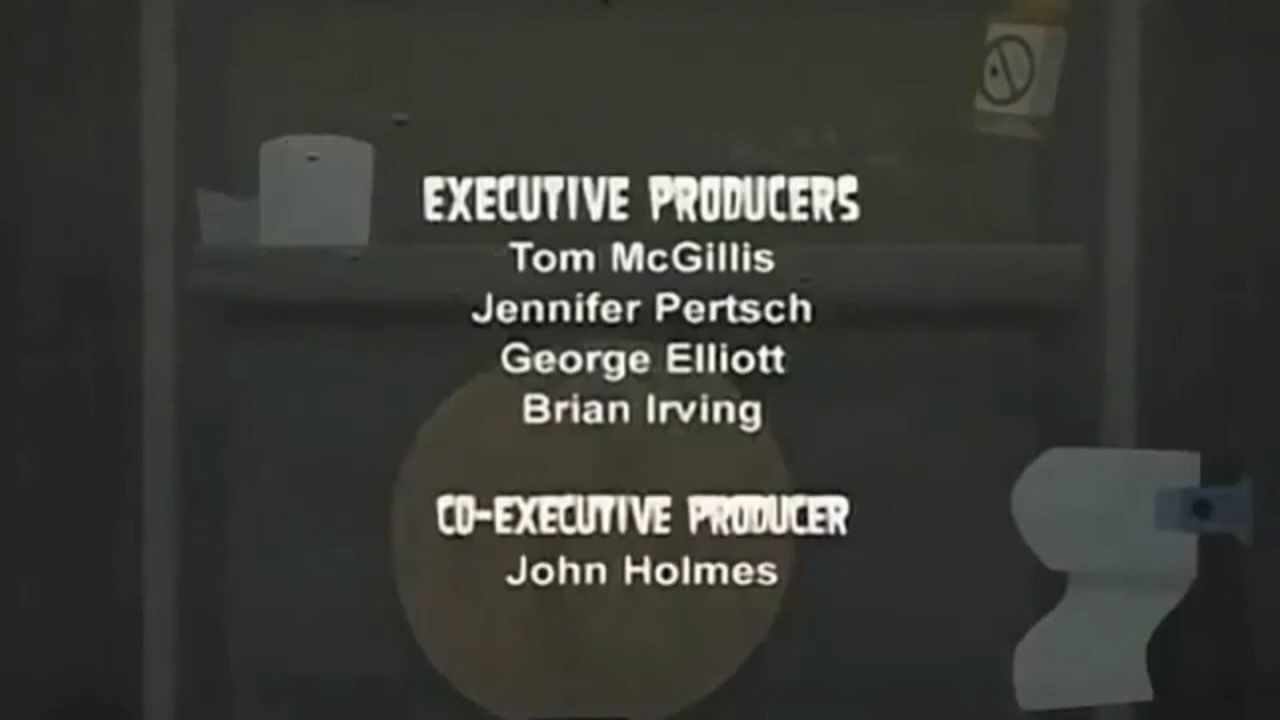 EXECUTIVE PRODUCERS
Tom McGillis
Jennifer Pertsch
George Elliott
Brian Irving
CO-EXECUTIVE PRODUCER
John Holmes